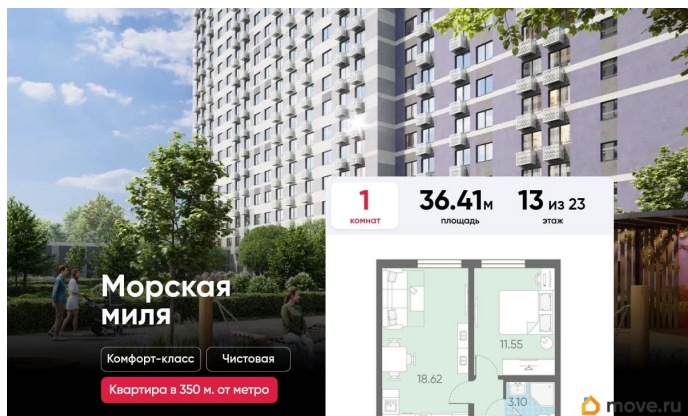 1
комнат
36.41м
площадь
13 из 23
этаж
Морская
миля
Комфорт-класс
Чистовая
Квартира в 350 м. от метро
11.55
18.62
3.10
move.ru